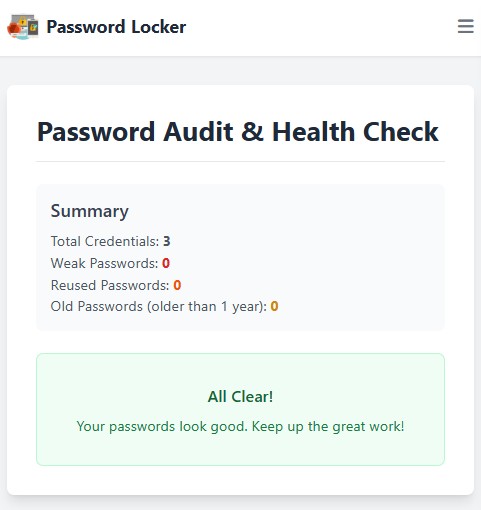 Password Locker
Password Audit & Health Check
Summary
Total Credentials: 3
Weak Passwords: 0
Reused Passwords: 0
Old Passwords (older than 1 year): 0
All Clear!
Your passwords look good. Keep up the great work!